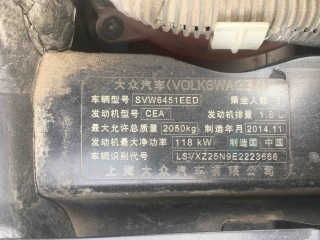 大众汽车(VOLKSWAGEN)
车辆型号 SVW6451EED 乘坐人数
发动机型号 CEA 发动机排量 1.8 L
最大允许总质量 2050kg 制造年月 2014.11
发动机最大净功率 118 kW 制造国 中国
车辆识别代号 LSVXZ25N9E2223666
上海大众汽车有限公司